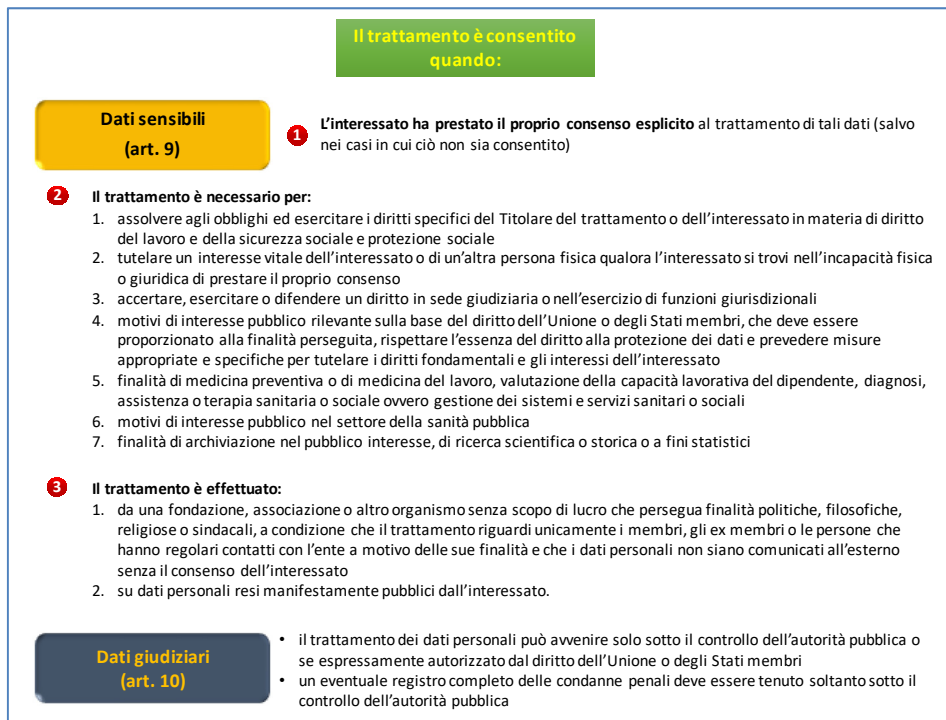 Il trattamento è consentito
quando:
Dati sensibili
(art. 9)
1 L'interessato ha prestato il proprio consenso esplicito al trattamento di tali dati (salvo
nei casi in cui ciò non sia consentito)
2 Il trattamento è necessario per:
1. assolvere agli obblighi ed esercitare i diritti specifici del Titolare del trattamento o dell'interessato in materia di diritto
del lavoro e della sicurezza sociale e protezione sociale
2. tutelare un interesse vitale dell'interessato o di un'altra persona fisica qualora l'interessato si trovi nell'incapacità fisica
o giuridica di prestare il proprio consenso
3. accertare, esercitare o difendere un diritto in sede giudiziaria o nell'esercizio di funzioni giurisdizionali
4. motivi di interesse pubblico rilevante sulla base del diritto dell'Unione o degli Stati membri, che deve essere
proporzionato alla finalità perseguita, rispettare l'essenza del diritto alla protezione dei dati e prevedere misure
appropriate e specifiche per tutelare i diritti fondamentali e gli interessi dell'interessato
5. finalità di medicina preventiva o di medicina del lavoro, valutazione della capacità lavorativa del dipendente, diagnosi,
assistenza o terapia sanitaria o sociale ovvero gestione dei sistemi e servizi sanitari o sociali
6. motivi di interesse pubblico nel settore della sanità pubblica
7. finalità di archiviazione nel pubblico interesse, di ricerca scientifica o storica o a fini statistici
3 Il trattamento è effettuato:
1. da una fondazione, associazione o altro organismo senza scopo di lucro che persegua finalità politiche, filosofiche,
religiose o sindacali, a condizione che il trattamento riguardi unicamente i membri, gli ex membri o le persone che
hanno regolari contatti con l'ente a motivo delle sue finalità e che i dati personali non siano comunicati all'esterno
senza il consenso dell'interessato
2. su dati personali resi manifestamente pubblici dall'interessato.
Dati giudiziari
(art. 10)
• il trattamento dei dati personali può avvenire solo sotto il controllo dell'autorità pubblica o
se espressamente autorizzato dal diritto dell'Unione o degli Stati membri
• un eventuale registro completo delle condanne penali deve essere tenuto soltanto sotto il
controllo dell'autorità pubblica